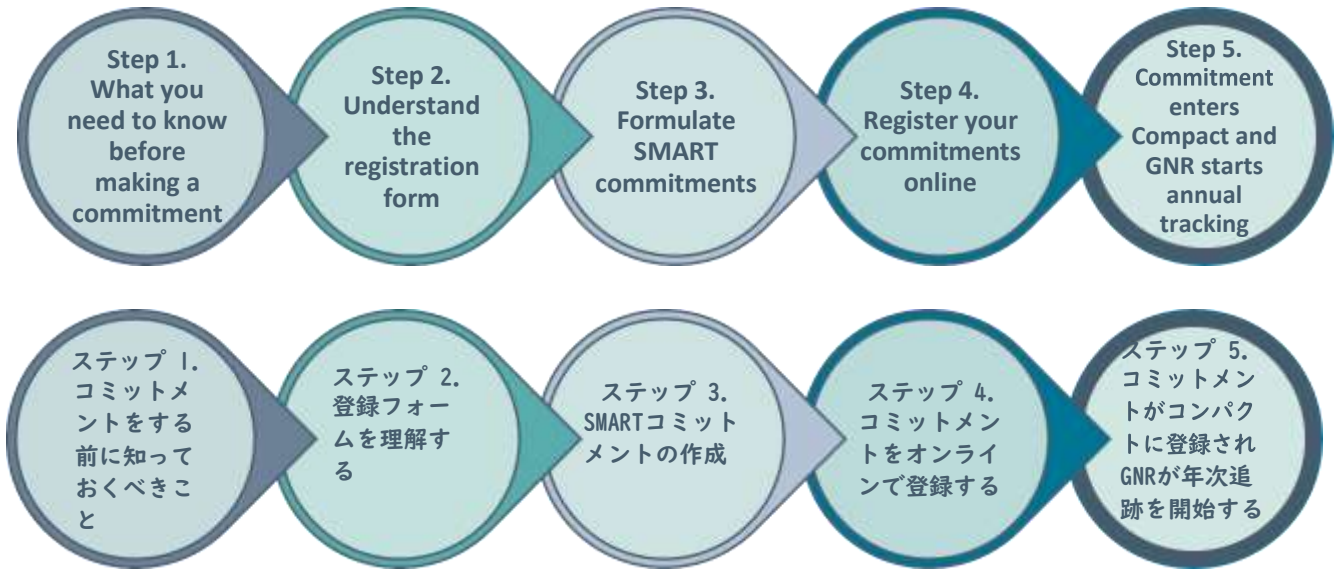 Step 1.
What you
need to know
before
making a
commitment
Step 2.
Understand
the
registration
form
Step 3.
Formulate
SMART
commitments
Step 4.
Register your
commitments
online
Step 5.
Commitment
enters
Compact and
GNR starts
annual
tracking
ステップ 1.
コミットメ
ントをする
前に知って
おくべきこ
と
ステップ 2.
登録フォー
ムを理解す
る
ステップ 3.
SMARTコミット
メントの作成
ステップ 4.
コミットメン
トをオンライ
ンで登録する
ステップ 5.
コミットメン
トがコンパク
トに登録され
GNRが年次追
跡を開始する